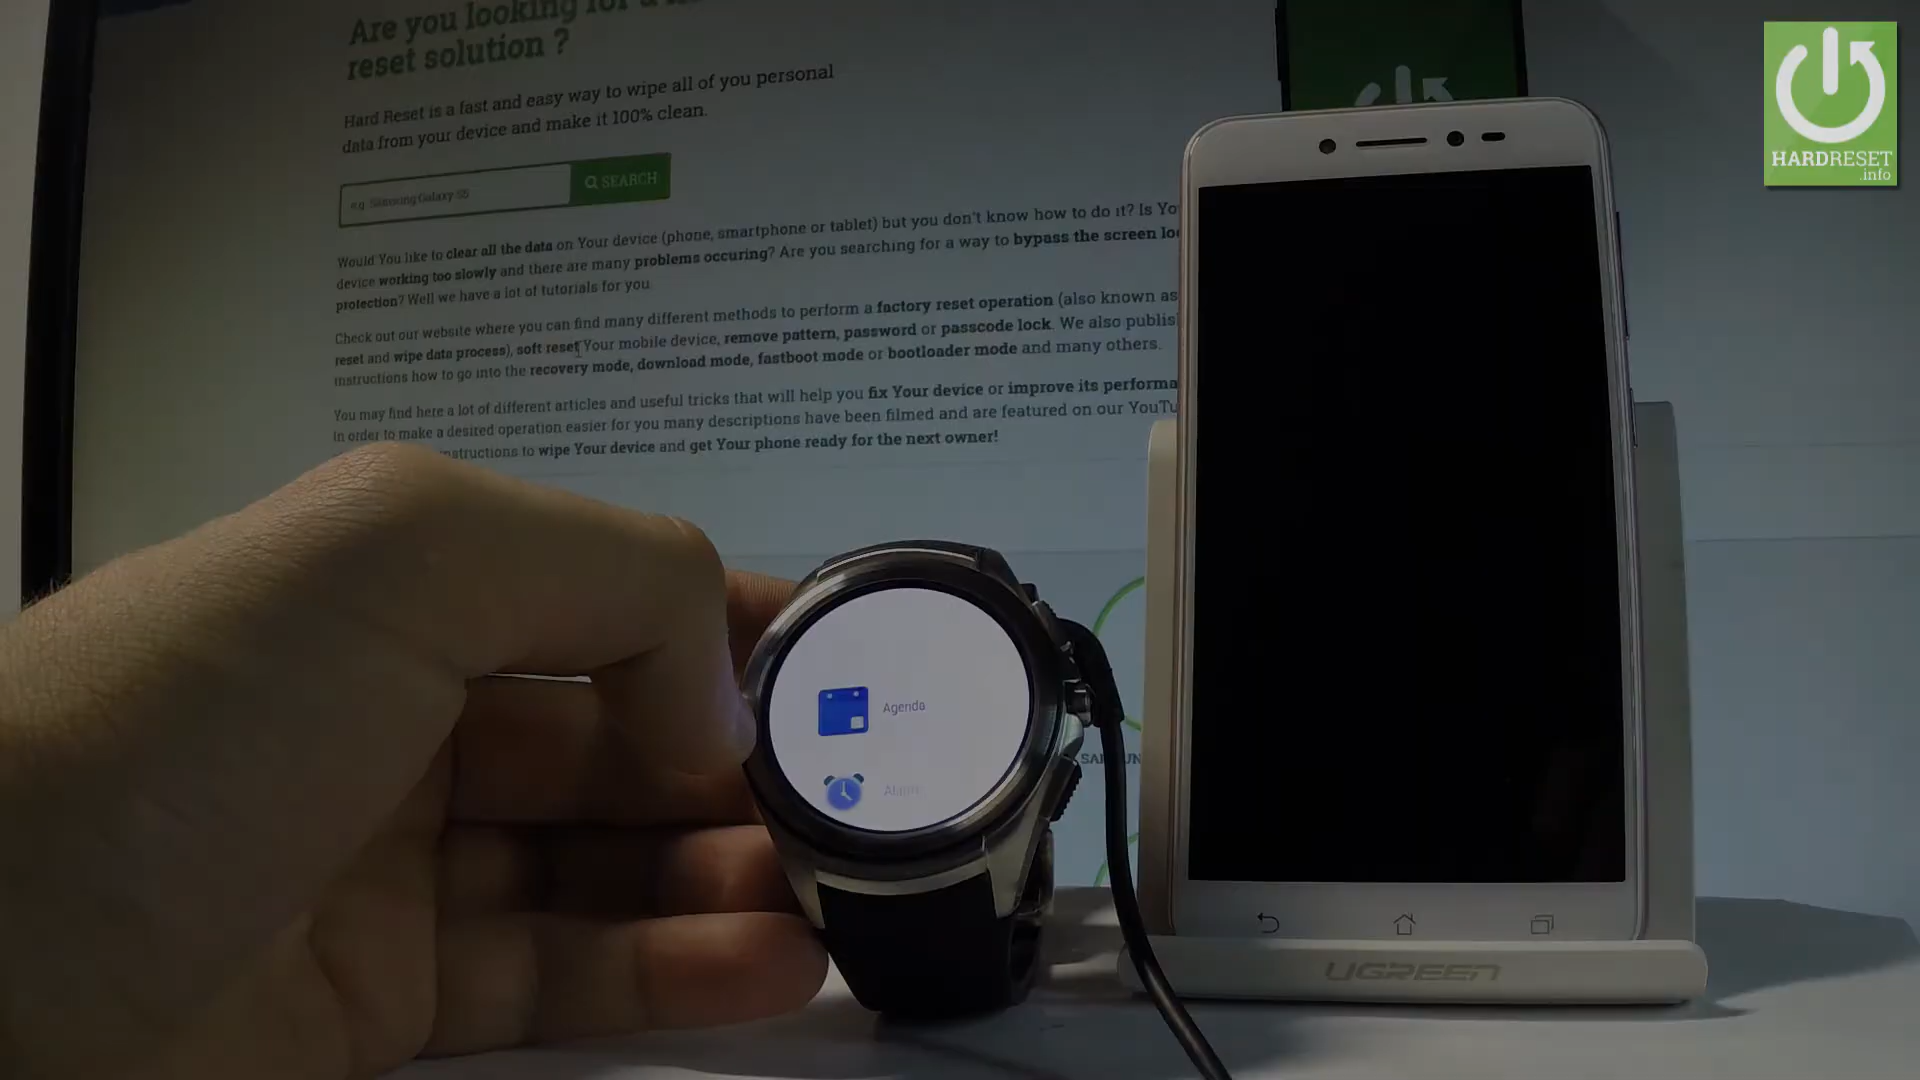 Are you looking for a
reset solution ?
Hard Reset is a fast and easy way to wipe all of you personal
data from your device and make it 100% clean.
e.g. Samsung Galaxy S5
SEARCH
Would You like to clear all the data on Your device (phone, smartphone or tablet) but you don't know how to do it? Is Yo
device working too slowly and there are many problems occuring? Are you searching for a way to bypass the screen lo
protection? Well we have a lot of tutorials for you.
Check out our website where you can find many different methods to perform a factory reset operation (also known as
reset and wipe data process), soft reset Your mobile device, remove pattern, password or passcode lock. We also publis
instructions how to go into the recovery mode, download mode, fastboot mode or bootloader mode and many others.
You may find here a lot of different articles and useful tricks that will help you fix Your device or improve its performa
In order to make a desired operation easier for you many descriptions have been filmed and are featured on our YouTu
instructions to wipe Your device and get Your phone ready for the next owner!
HARDRESET
.info
Agenda
Alarm
UGREEN